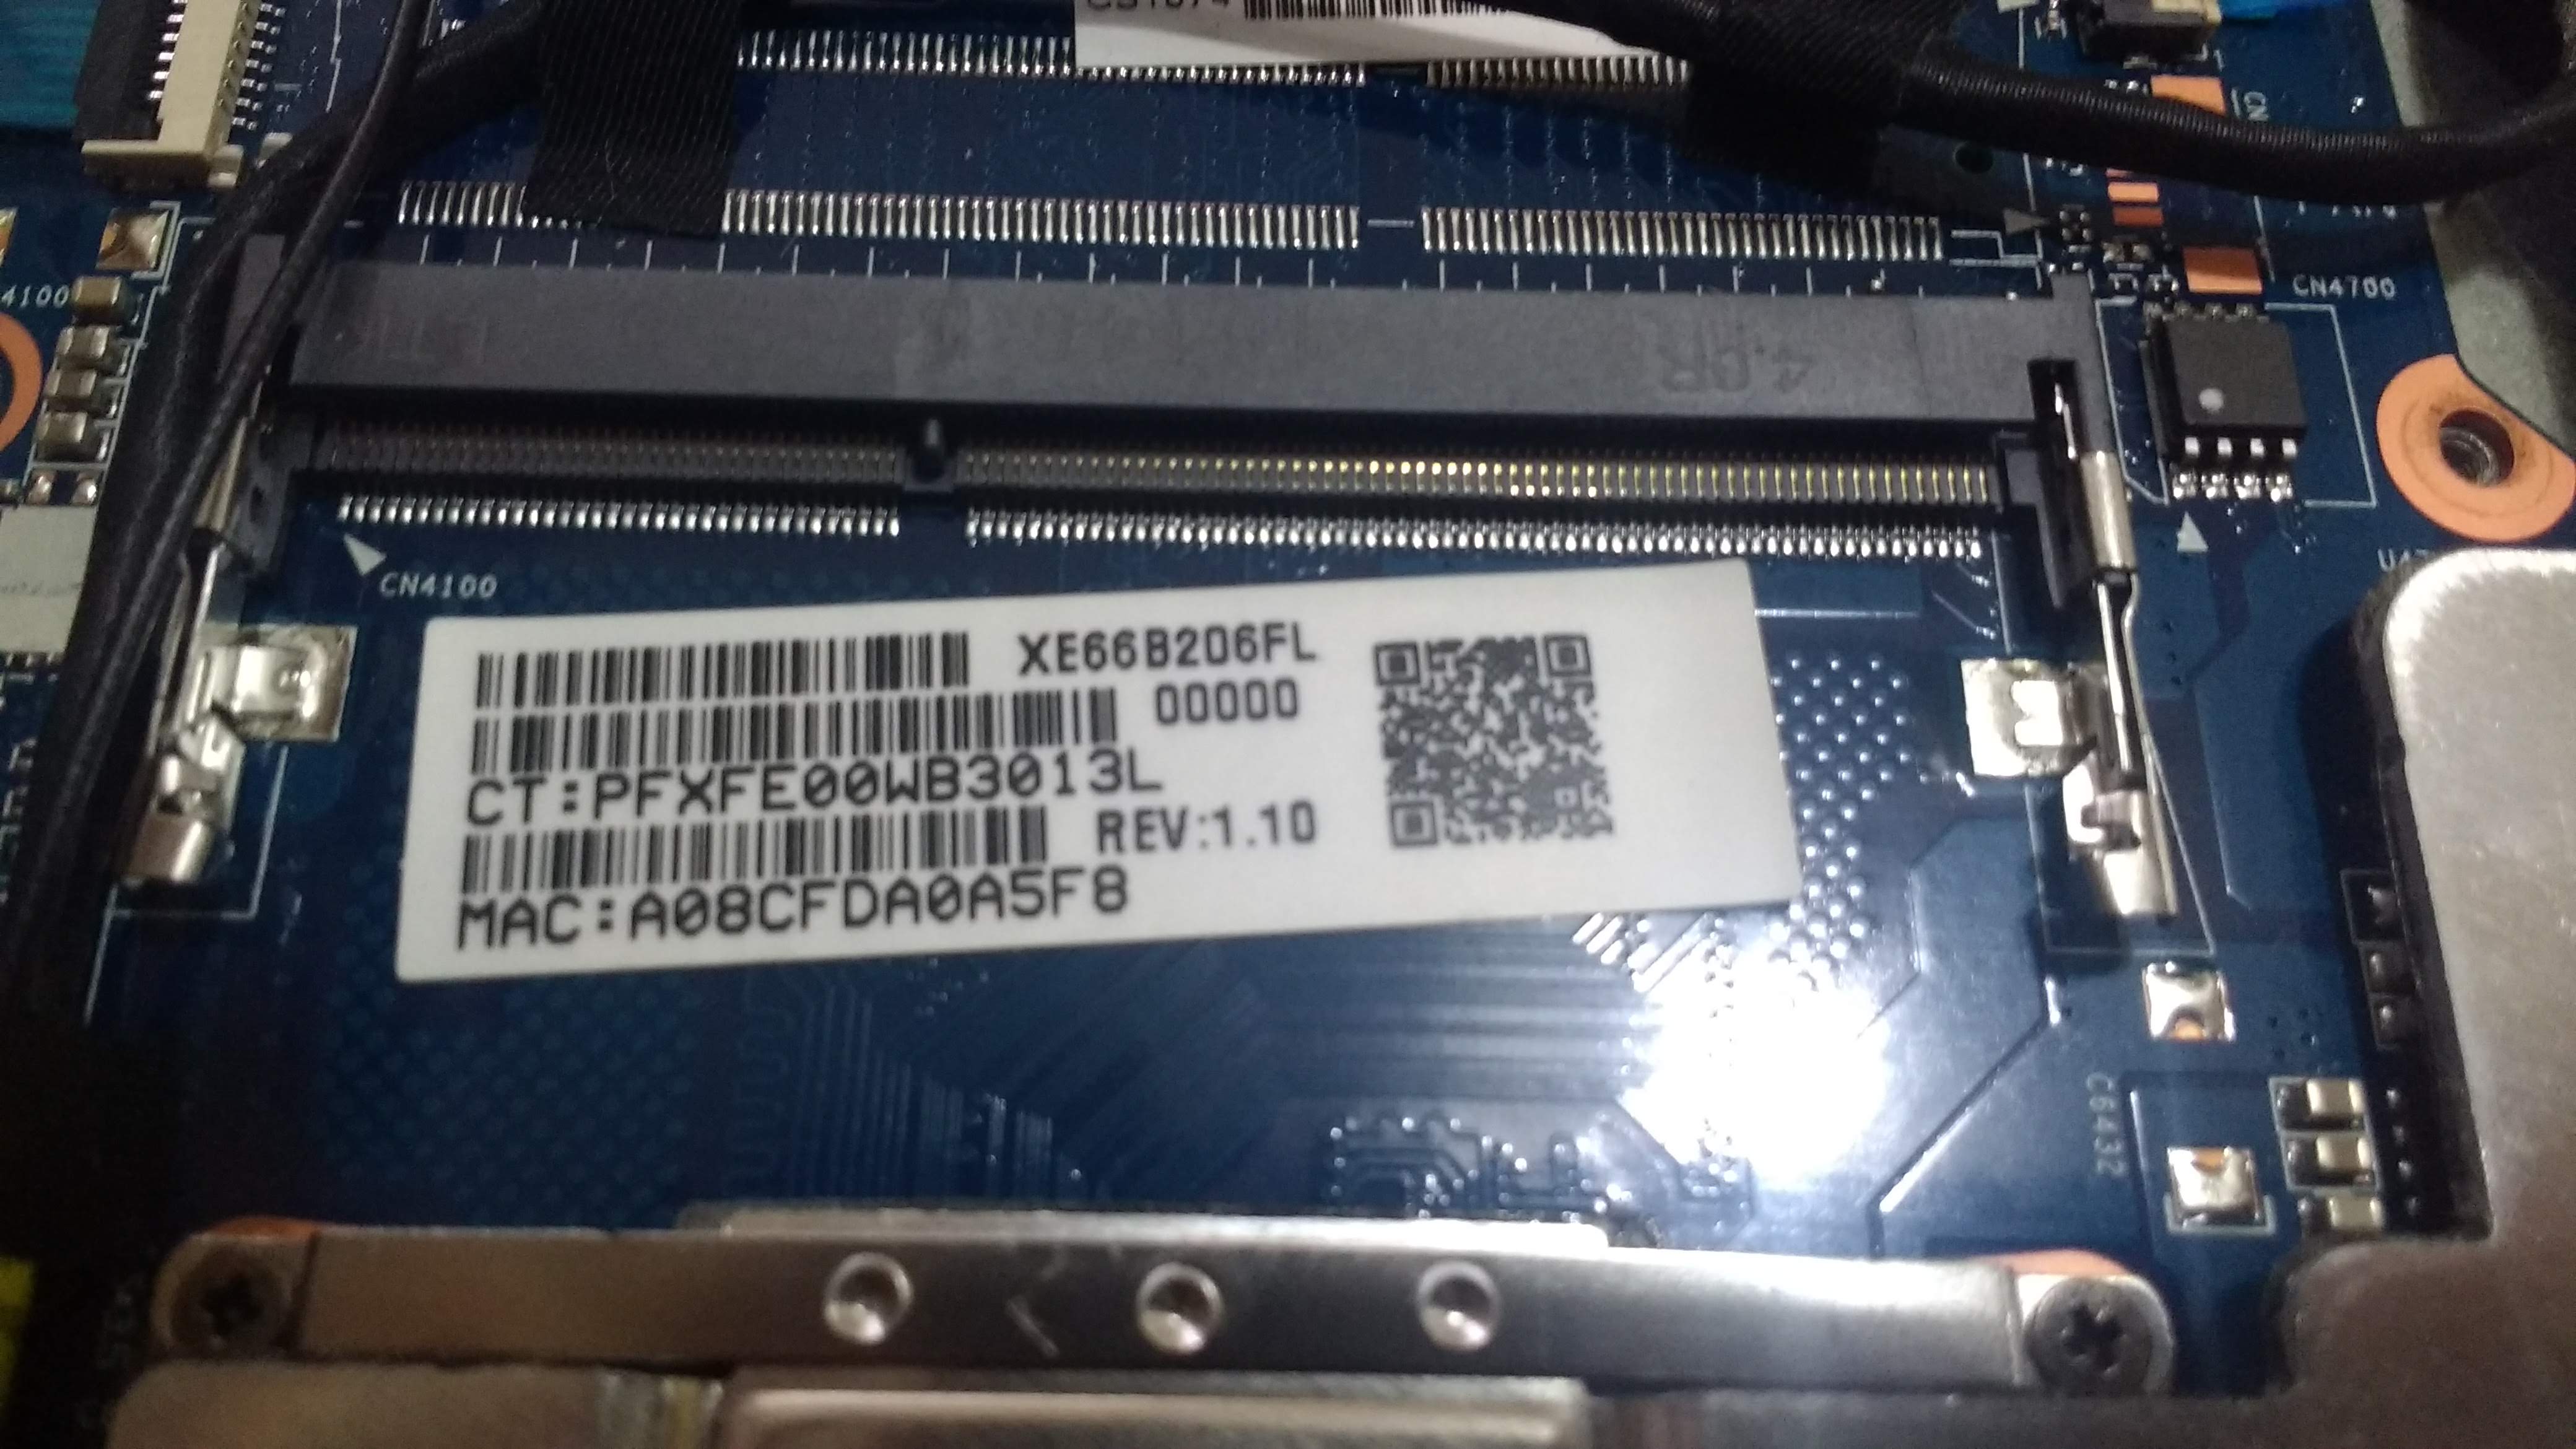 CN4700
CN4100
XE66B206FL
00000
CT:PFXFE00WB3013L
REV:1.10
MAC:A08CFDA0A5F8
C6432